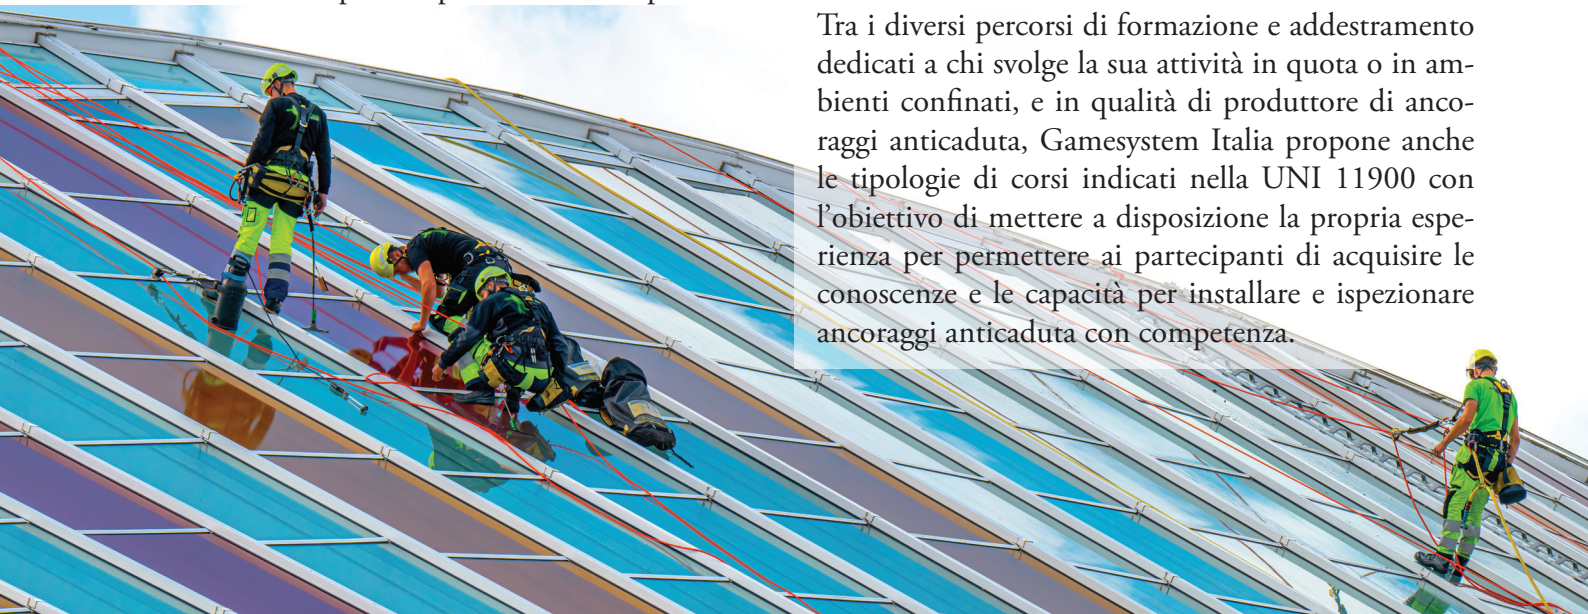 Tra i diversi percorsi di formazione e addestramento
dedicati a chi svolge la sua attività in quota o in am-
bienti confinati, e in qualità di produttore di anco-
raggi anticaduta, Gamesystem Italia propone anche
le tipologie di corsi indicati nella UNI 11900 con
l'obiettivo di mettere a disposizione la propria espe-
rienza per permettere ai partecipanti di acquisire le
conoscenze e le capacità per installare e ispezionare
ancoraggi anticaduta con competenza.